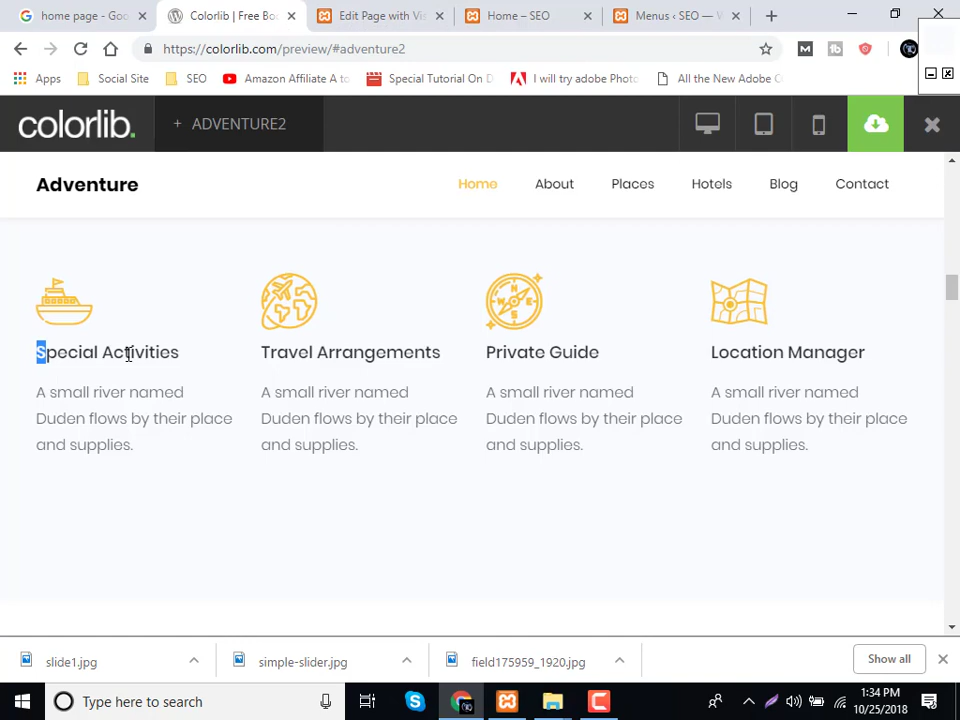 home page - Goo
Colorlib | Free Boo
Edit Page with Vis
Home – SEO
Menus ‹ SEO — W
https://colorlib.com/preview/#adventure2
Apps
Social Site
SEO
Amazon Affiliate A to
Special Tutorial On D
I will try adobe Photo
All the New Adobe C
colorlib.
+ ADVENTURE2
Adventure
Home
About
Places
Hotels
Blog
Contact
Special Activities
A small river named
Duden flows by their place
and supplies.
Travel Arrangements
A small river named
Duden flows by their place
and supplies.
Private Guide
A small river named
Duden flows by their place
and supplies.
Location Manager
A small river named
Duden flows by their place
and supplies.
slide1.jpg
simple-slider.jpg
field175959_1920.jpg
Show all
Type here to search
1:34 PM
10/25/2018